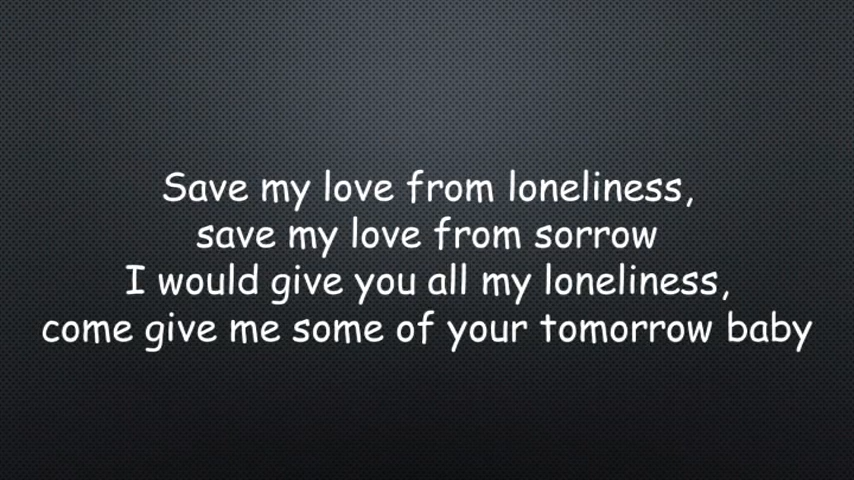 Save my love from loneliness,
save my love from sorrow
I would give you all my loneliness,
come give me some of your tomorrow baby